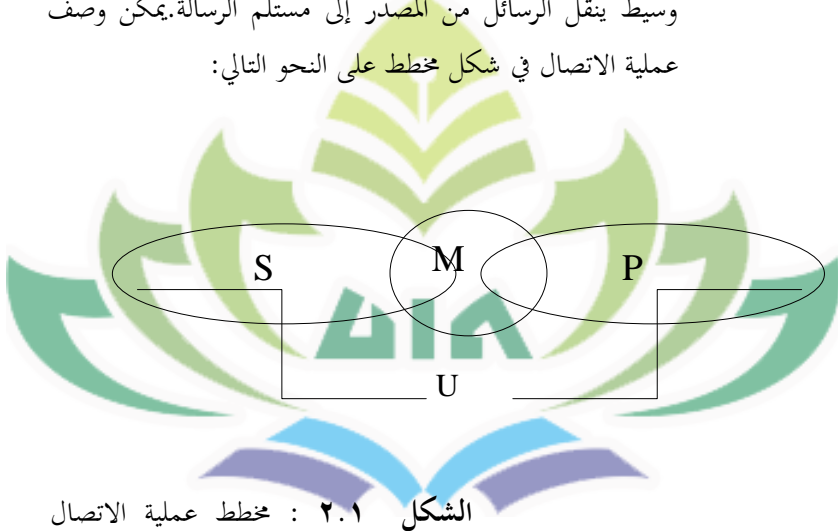 وسيط ينقل الرسائل من المصدر إلى مستلم الرسالة.يمكن وصف
عملية الاتصال في شكل مخطط على النحو التالي:
S M P
UIN
U
الشكل ٢.١ : مخطط عملية الاتصال